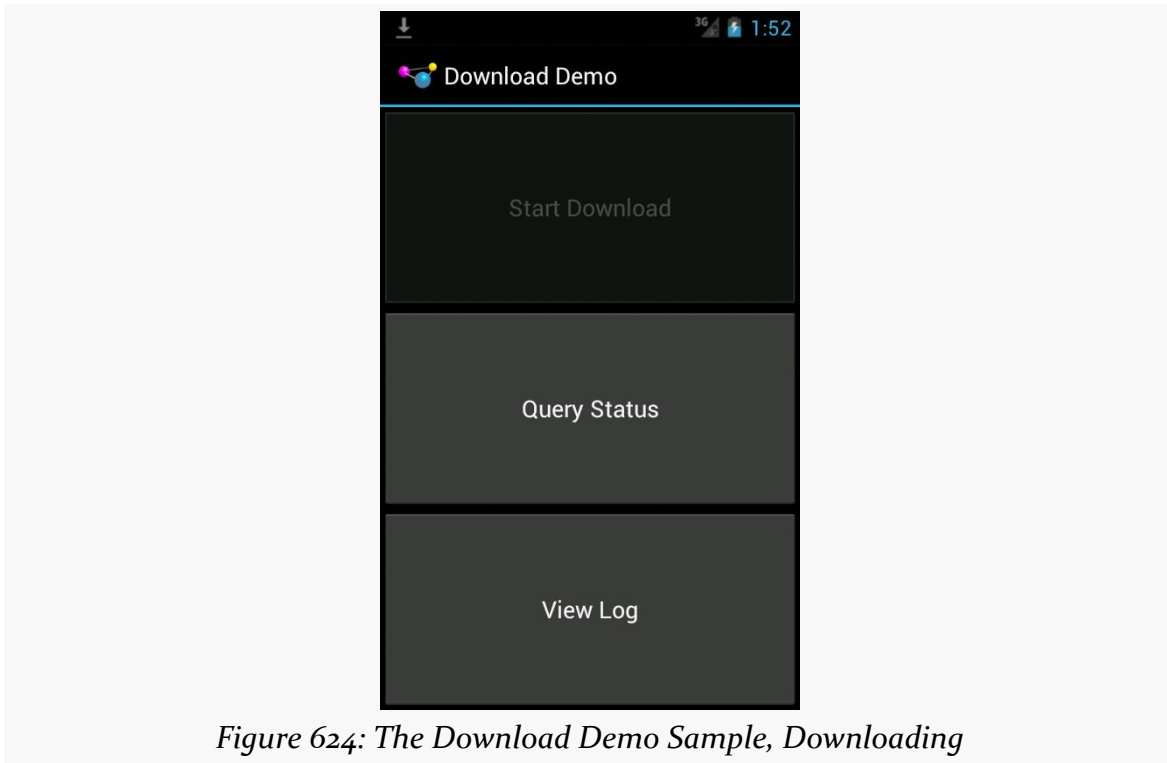 3G 1:52
Download Demo
Start Download
Query Status
View Log
Figure 624: The Download Demo Sample, Downloading